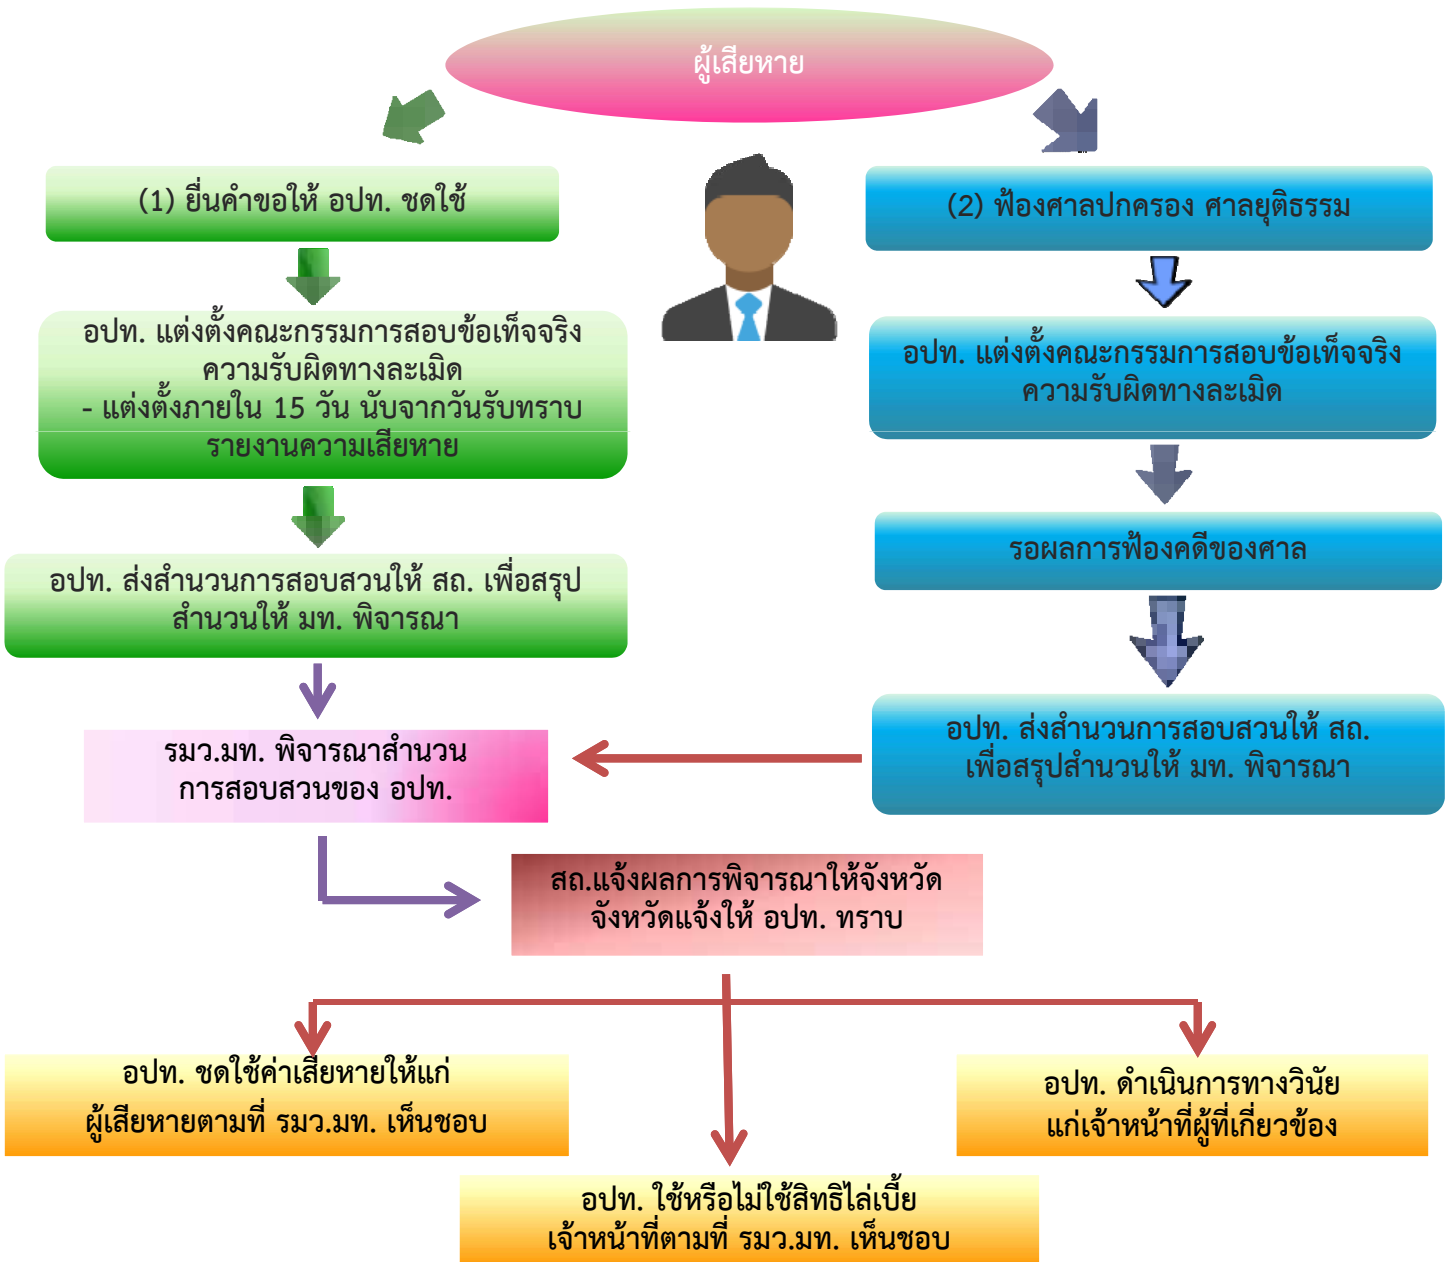 ผู้เสียหาย
(1) ยื่นคำขอให้ อปท. ชดใช้
อปท. แต่งตั้งคณะกรรมการสอบข้อเท็จจริง
ความรับผิดทางละเมิด
- แต่งตั้งภายใน 15 วัน นับจากวันรับทราบ
รายงานความเสียหาย
อปท. ส่งสำนวนการสอบสวนให้ สถ. เพื่อสรุป
สำนวนให้ มท. พิจารณา
(2) ฟ้องศาลปกครอง ศาลยุติธรรม
อปท. แต่งตั้งคณะกรรมการสอบข้อเท็จจริง
ความรับผิดทางละเมิด
รอผลการฟ้องคดีของศาล
อปท. ส่งสำนวนการสอบสวนให้ สถ.
เพื่อสรุปสำนวนให้ มท. พิจารณา
รมว.มท. พิจารณาสำนวน
การสอบสวนของ อปท.
สถ.แจ้งผลการพิจารณาให้จังหวัด
จังหวัดแจ้งให้ อปท. ทราบ
อปท. ชดใช้ค่าเสียหายให้แก่
ผู้เสียหายตามที่ รมว.มท. เห็นชอบ
อปท. ใช้หรือไม่ใช้สิทธิไล่เบี้ย
เจ้าหน้าที่ตามที่ รมว.มท. เห็นชอบ
อปท. ดำเนินการทางวินัย
แก่เจ้าหน้าที่ผู้ที่เกี่ยวข้อง